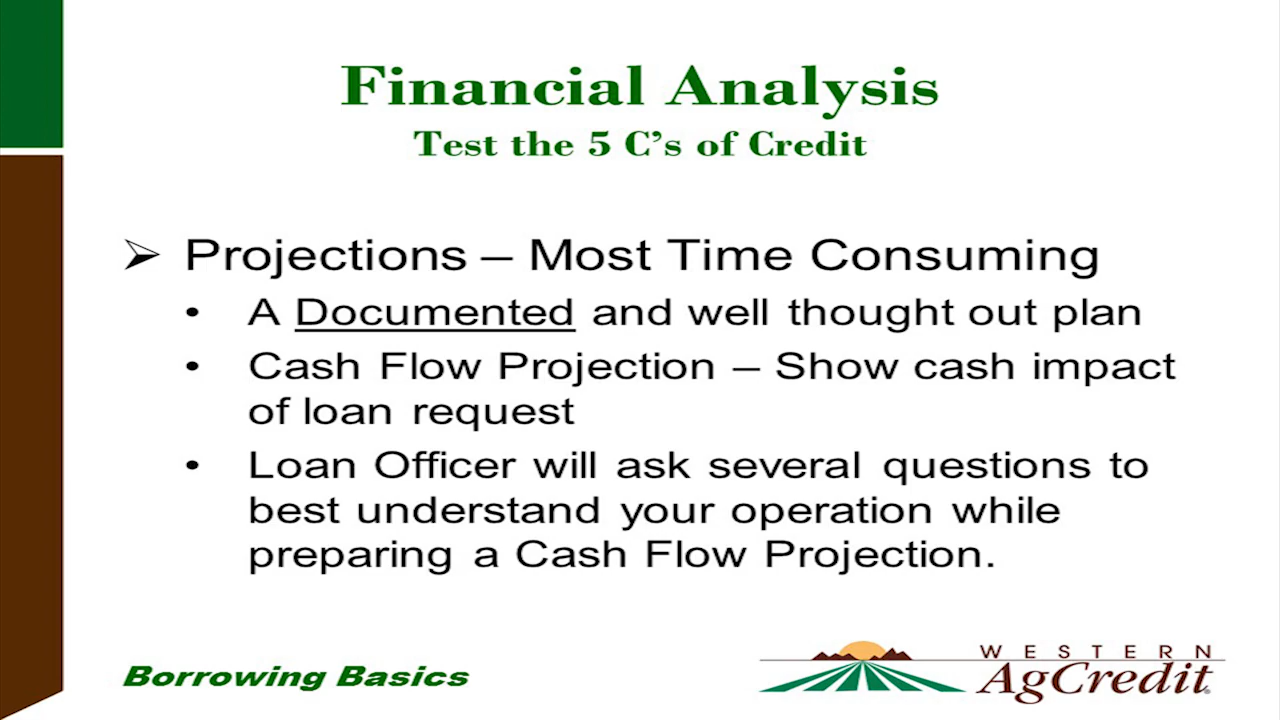 Financial Analysis
Test the 5 C’s of Credit
➢ Projections – Most Time Consuming
• A Documented and well thought out plan
• Cash Flow Projection – Show cash impact
of loan request
• Loan Officer will ask several questions to
best understand your operation while
preparing a Cash Flow Projection.
Borrowing Basics
WESTERN
AgCredit®